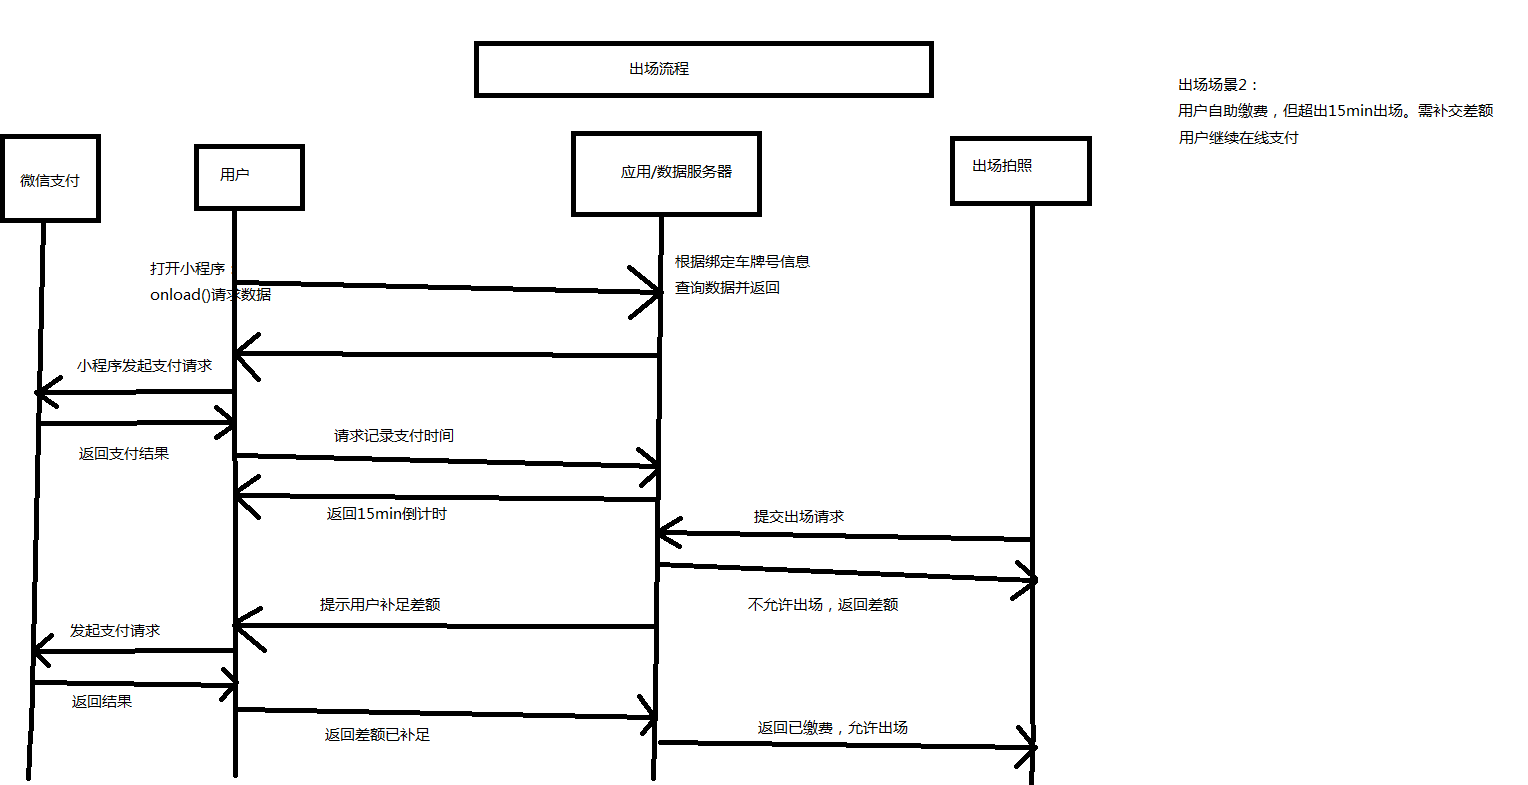 出场流程
出场场景2：
用户自助缴费，但超出15min出场。需补交差额
用户继续在线支付
微信支付
用户
应用/数据服务器
出场拍照
打开小程序：
onload()请求数据
根据绑定车牌号信息
查询数据并返回
小程序发起支付请求
返回支付结果
请求记录支付时间
返回15min倒计时
提交出场请求
不允许出场，返回差额
提示用户补足差额
发起支付请求
返回结果
返回差额已补足
返回已缴费，允许出场